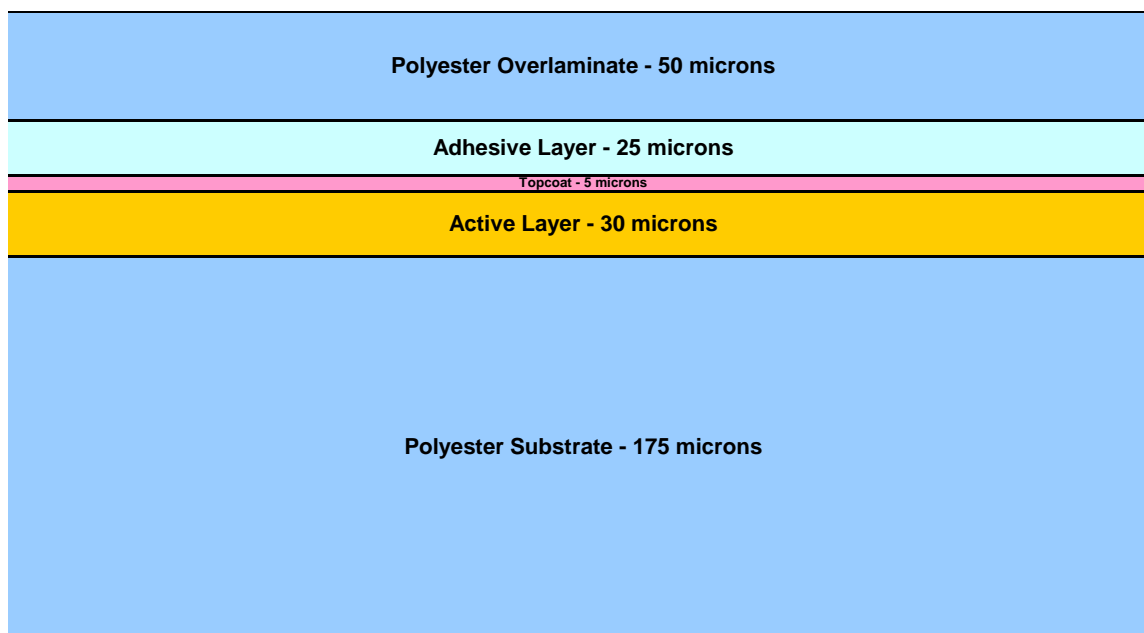 Polyester Overlaminate - 50 microns
Adhesive Layer - 25 microns
Topcoat - 5 microns
Active Layer - 30 microns
Polyester Substrate - 175 microns